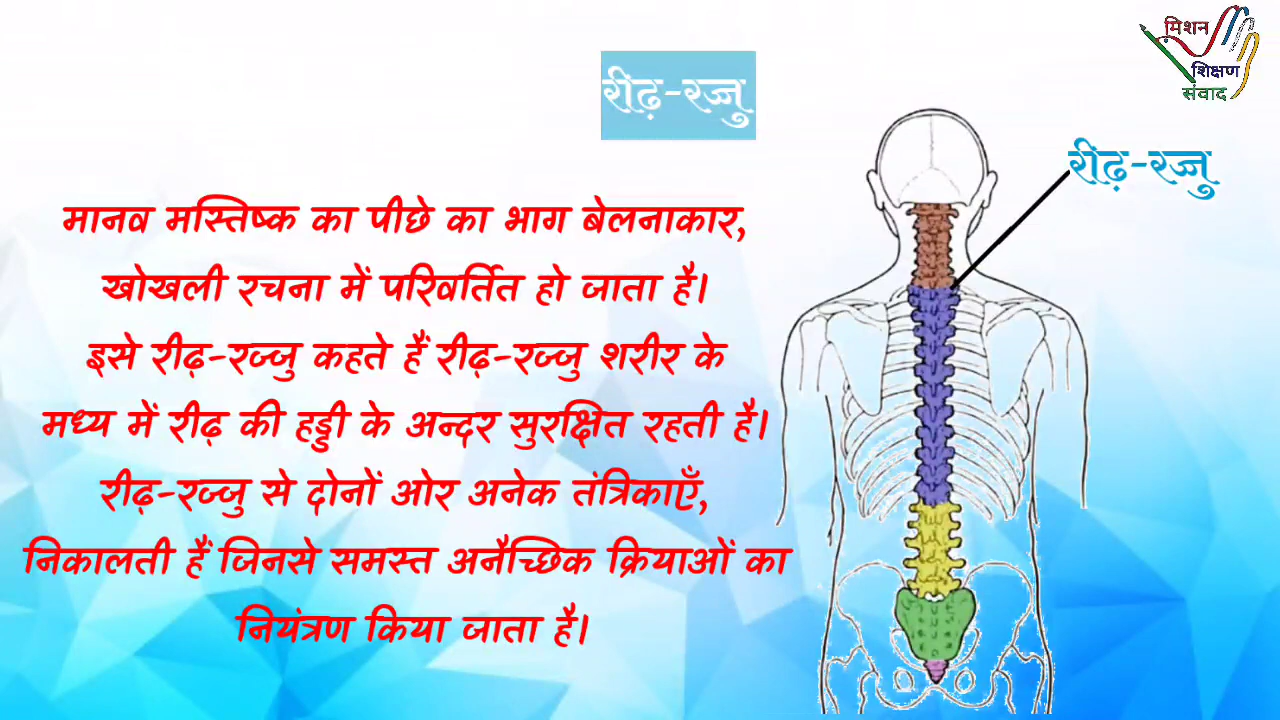 मिशन
शिक्षण
संवाद
रीढ़-रज्जु
रीढ़-रज्जु
मानव मस्तिष्क का पीछे का भाग बेलनाकार,
खोखली रचना में परिवर्तित हो जाता है।
इसे रीढ़-रज्जु कहते हैं रीढ़-रज्जु शरीर के
मध्य में रीढ़ की हड्डी के अन्दर सुरक्षित रहती है।
रीढ़-रज्जु से दोनों ओर अनेक तंत्रिकाएँ,
निकालती हैं जिनसे समस्त अनैच्छिक क्रियाओं का
नियंत्रण किया जाता है।